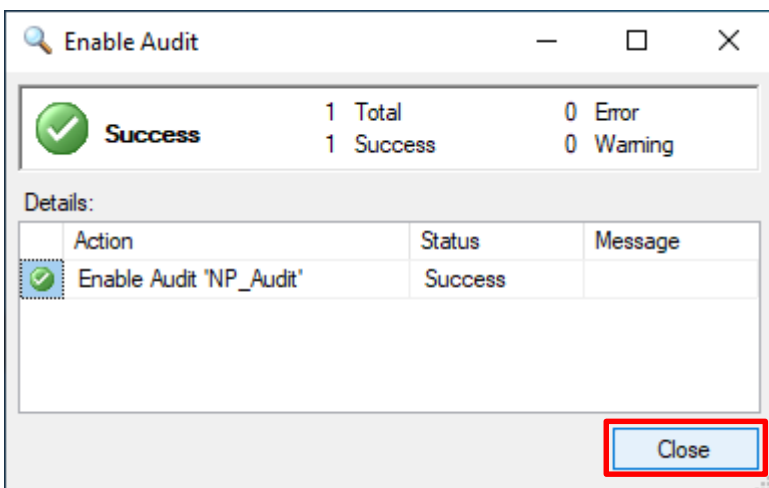 Enable Audit
Success 1 Total 0 Error
1 Success 0 Warning
Details:
Action Status Message
Enable Audit 'NP_Audit' Success
Close